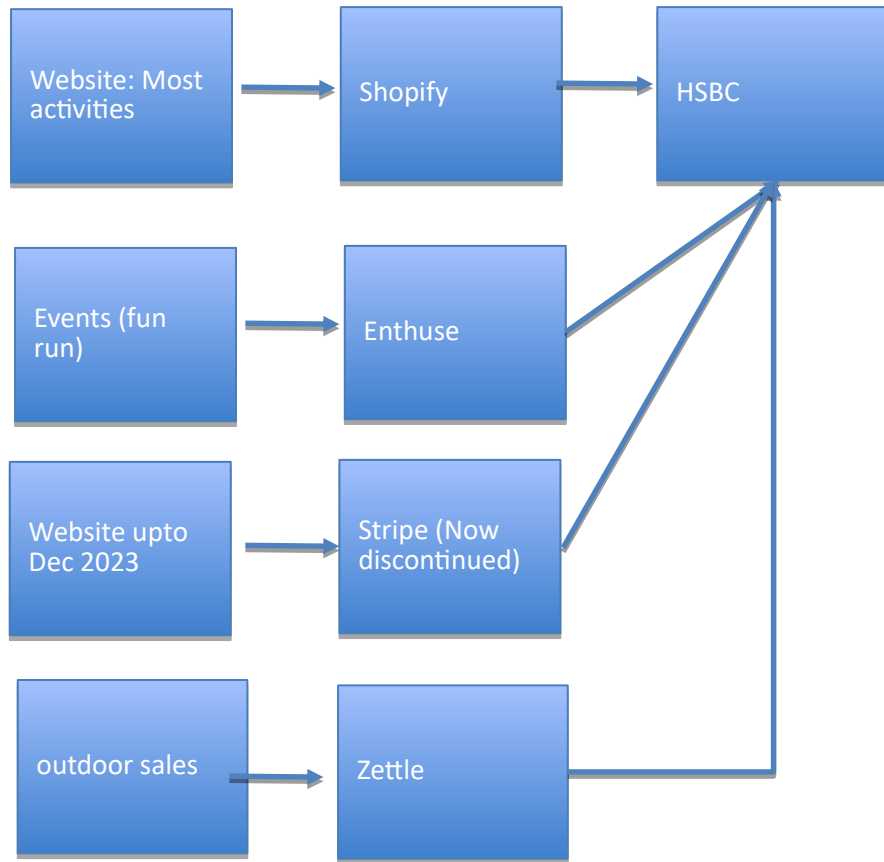 Website: Most
activities
Shopify
HSBC
Events (fun
run)
Enthuse
Website upto
Dec 2023
Stripe (Now
discontinued)
outdoor sales
Zettle